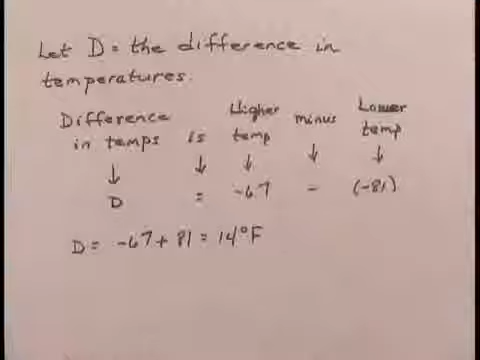 Let D = the difference in
temperatures.
Difference in temps is Higher temp minus Lower temp
↓ ↓ ↓ ↓ ↓
D = -67 - (-81)
D = -67 + 81 = 14°F